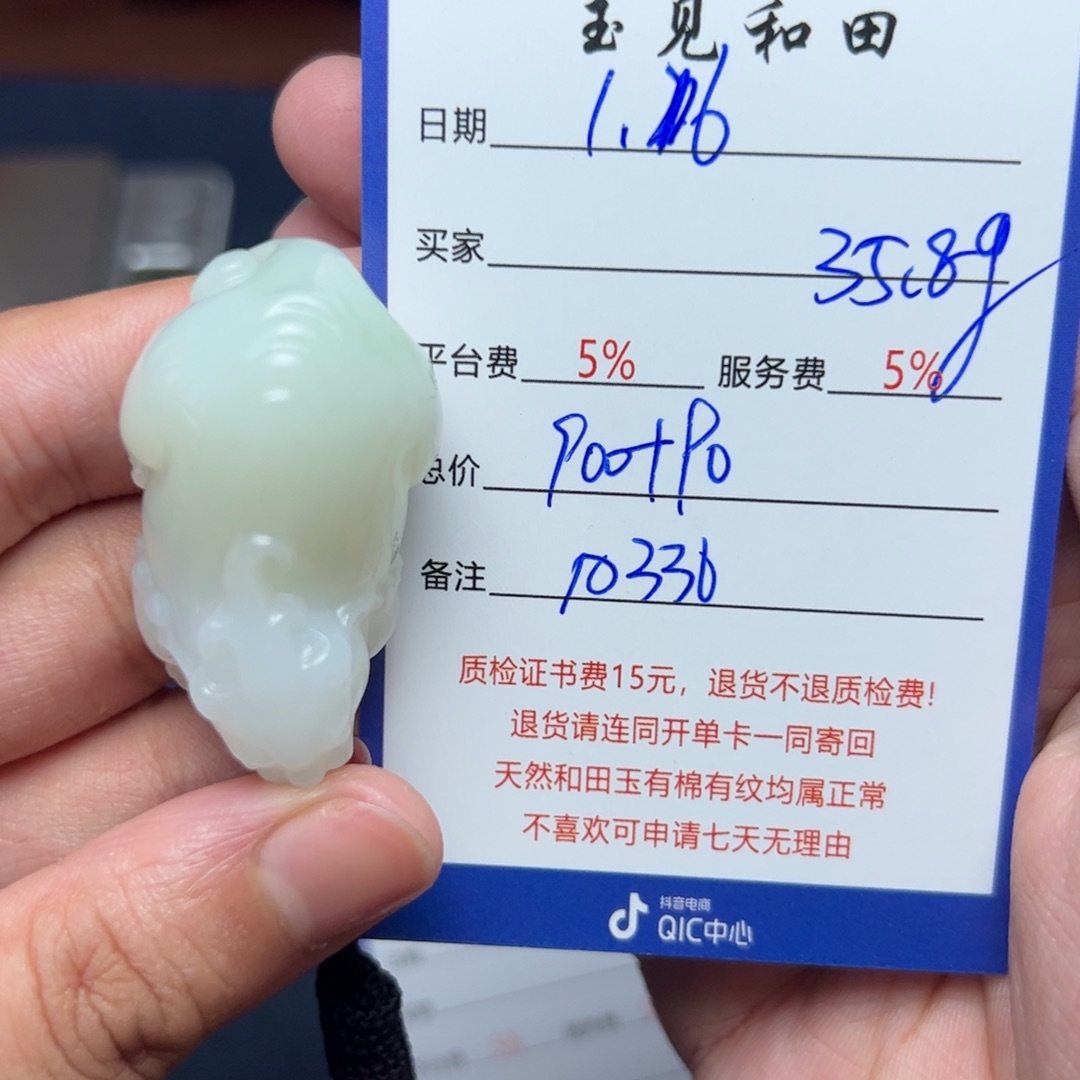 玉见和田
日期 1.16
买家 35.8g
平台费 5% 服务费 5%
总价 900+90
备注 10336
质检证书费15元，退货不退质检费！
退货请连同开单卡一同寄回
天然和田玉有棉有纹均属正常
不喜欢可申请七天无理由
抖音电商
QIC中心